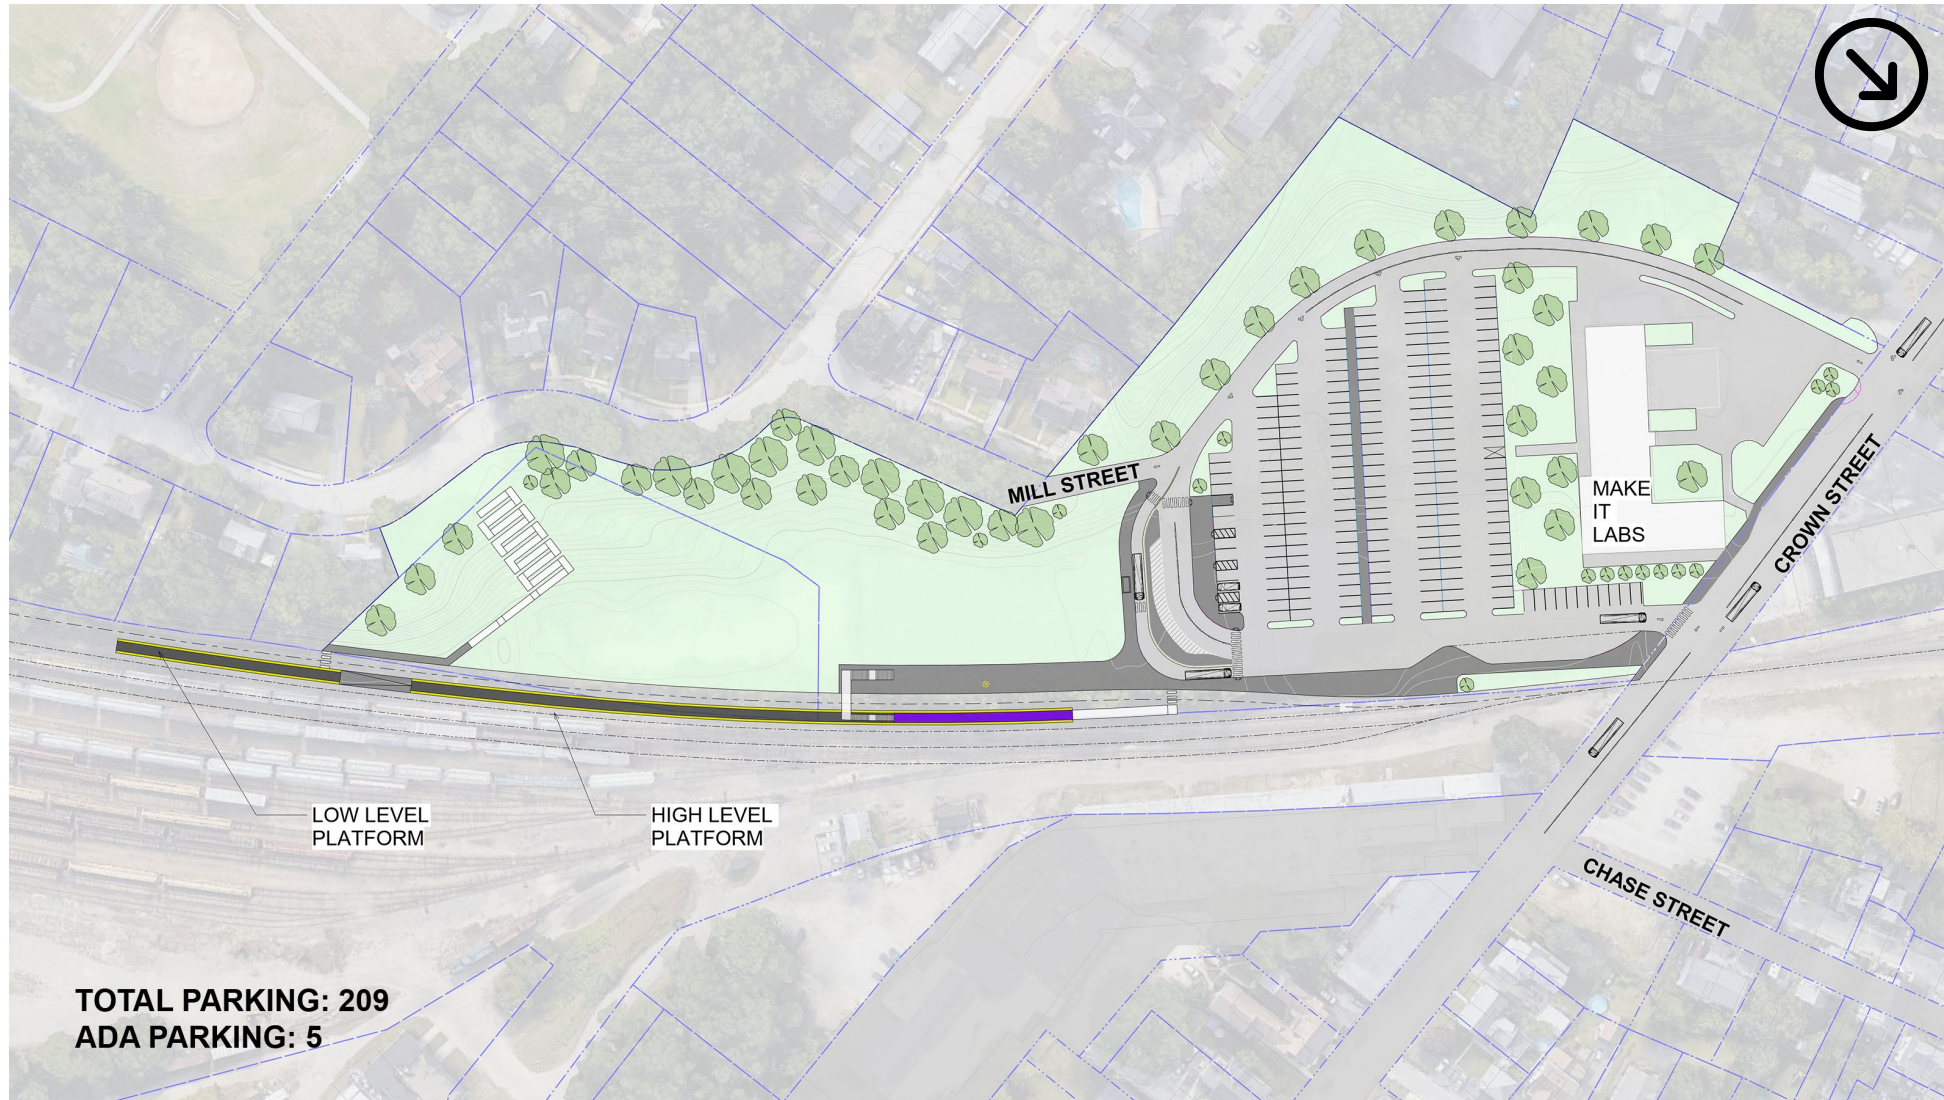 MILL STREET
MAKE
IT
LABS
CROWN STREET
LOW LEVEL
PLATFORM
HIGH LEVEL
PLATFORM
CHASE STREET
TOTAL PARKING: 209
ADA PARKING: 5